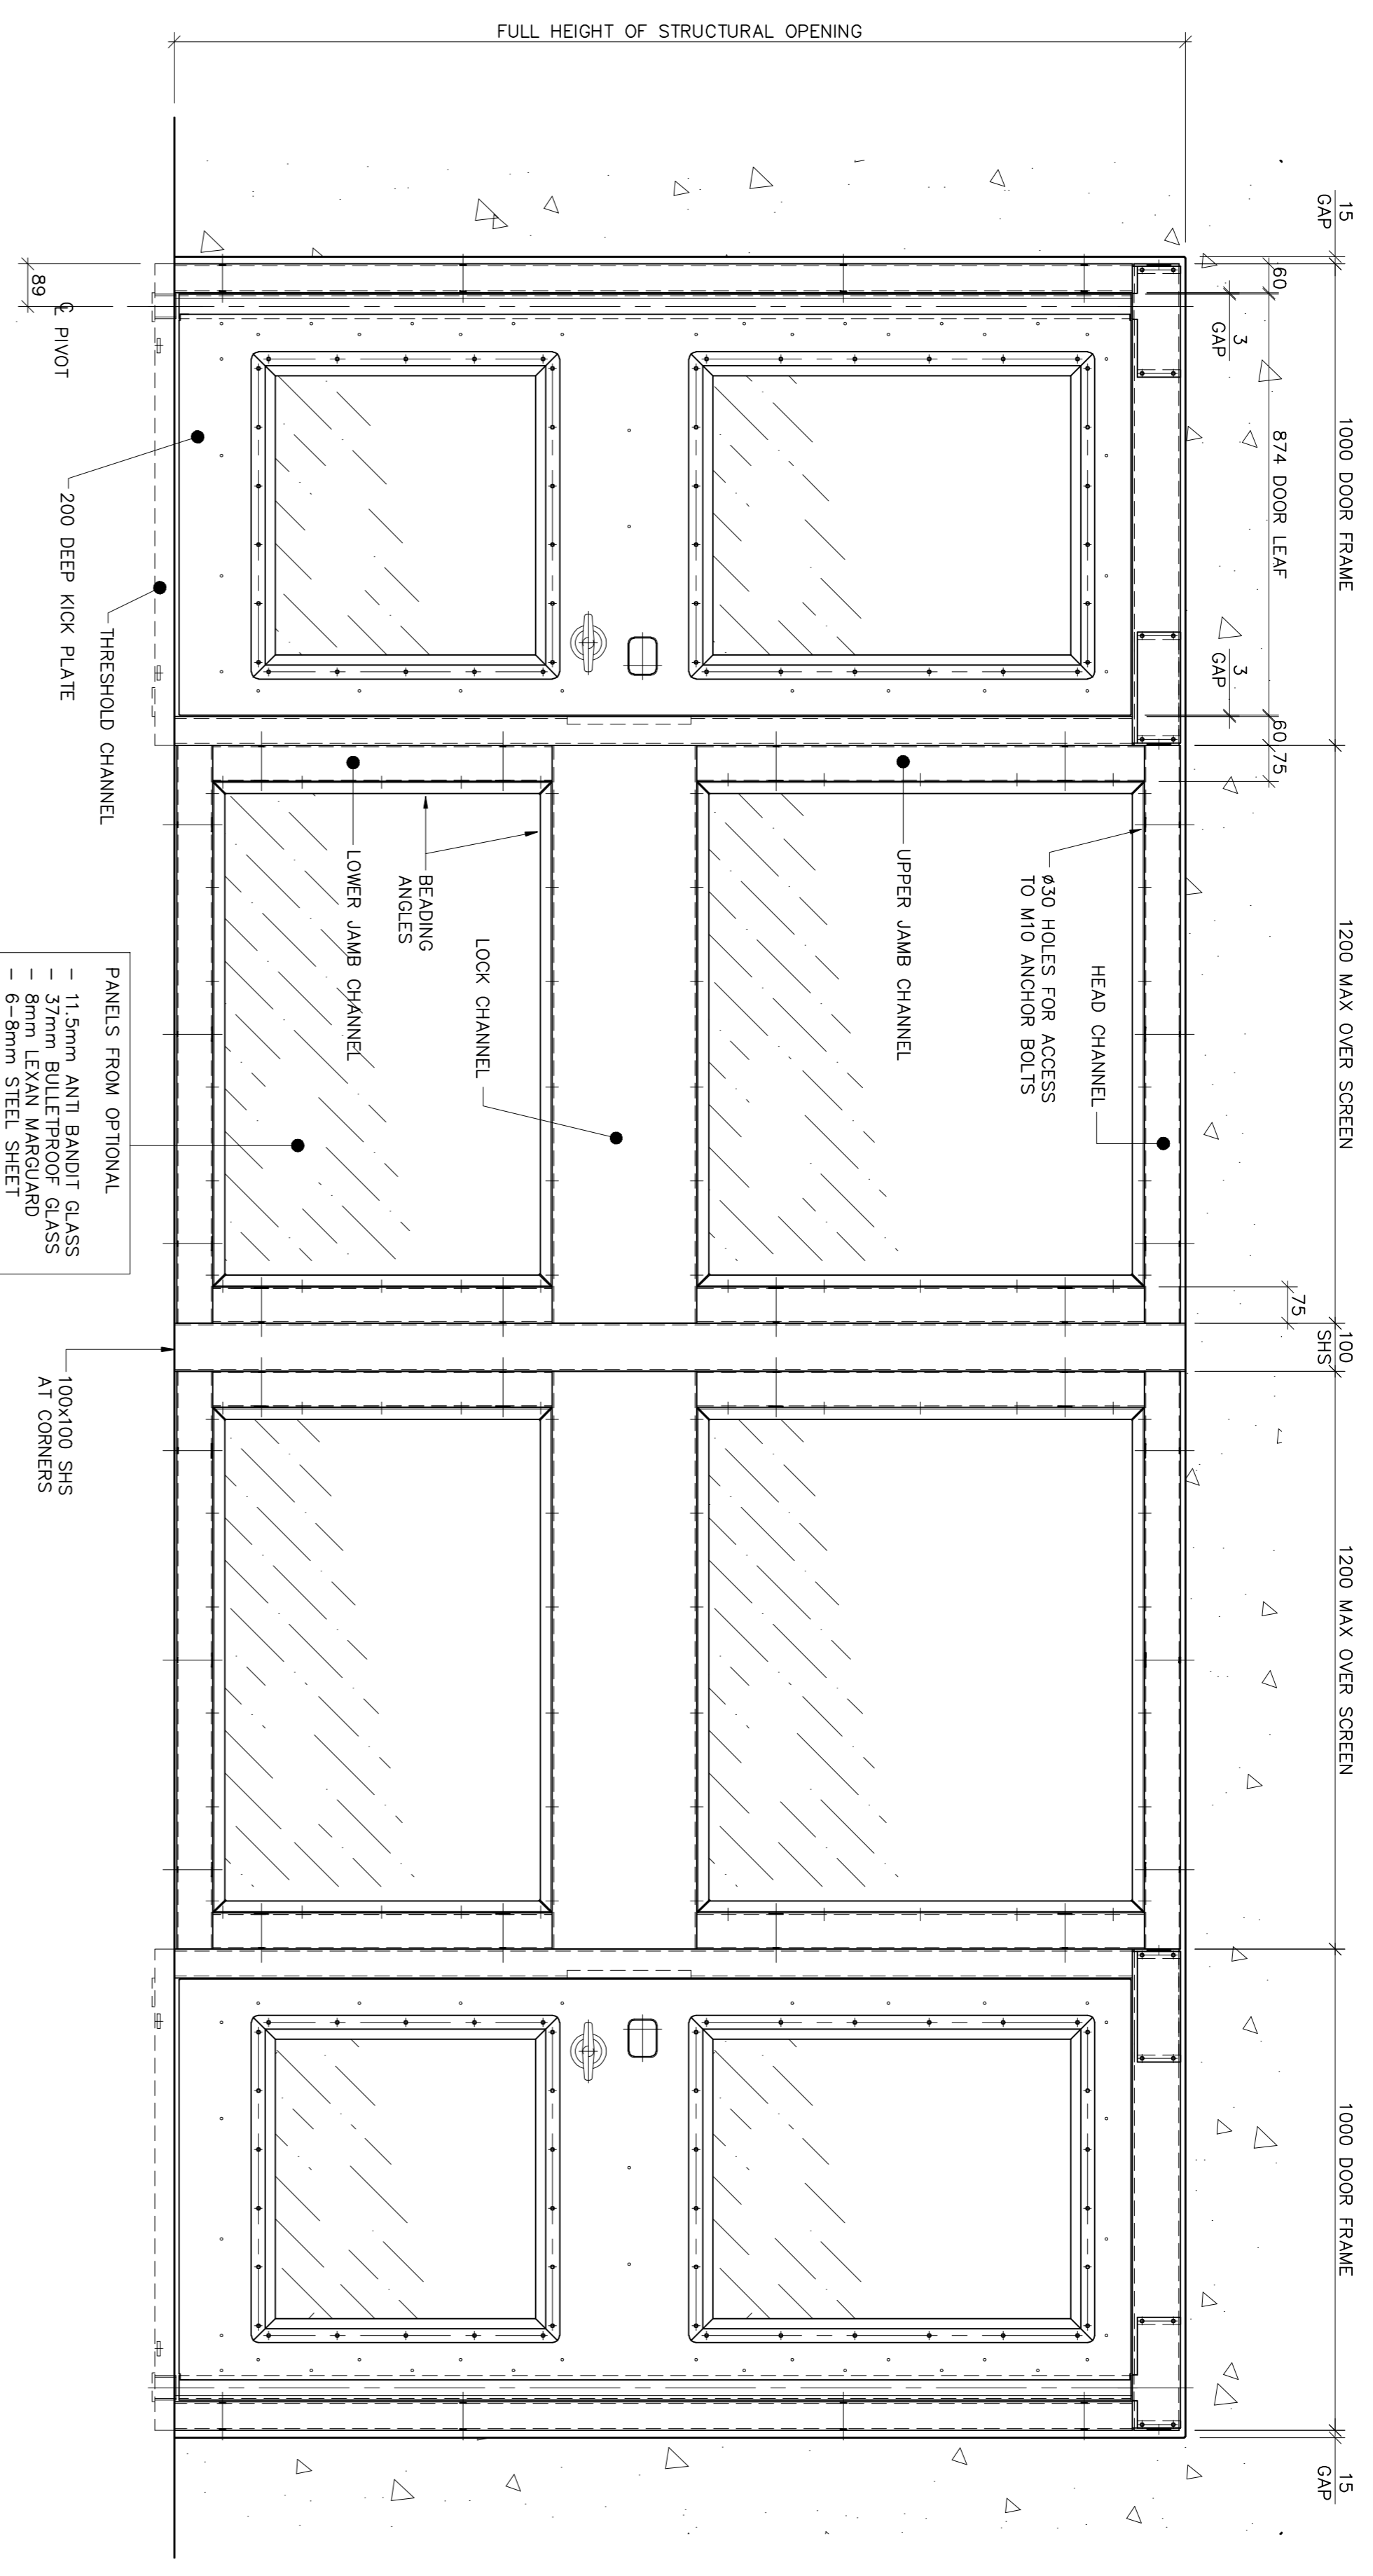 FULL HEIGHT OF STRUCTURAL OPENING
15
GAP
1000 DOOR FRAME
1200 MAX OVER SCREEN
100
SHS
1200 MAX OVER SCREEN
1000 DOOR FRAME
15
GAP
60
874 DOOR LEAF
60
75
75
3
GAP
3
GAP
HEAD CHANNEL
Ø30 HOLES FOR ACCESS
TO M10 ANCHOR BOLTS
UPPER JAMB CHANNEL
LOCK CHANNEL
BEADING
ANGLES
LOWER JAMB CHANNEL
89
℄ PIVOT
200 DEEP KICK PLATE
THRESHOLD CHANNEL
PANELS FROM OPTIONAL
- 11.5mm ANTI BANDIT GLASS
- 37mm BULLETPROOF GLASS
- 8mm LEXAN MARGUARD
- 6-8mm STEEL SHEET
100x100 SHS
AT CORNERS